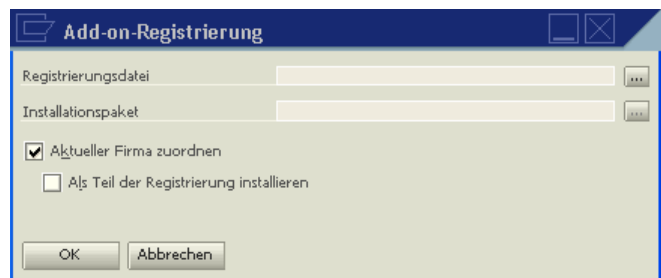 Add-on-Registrierung
Registrierungsdatei ...
Installationspaket ...
Aktueller Firma zuordnen
Als Teil der Registrierung installieren
OK Abbrechen